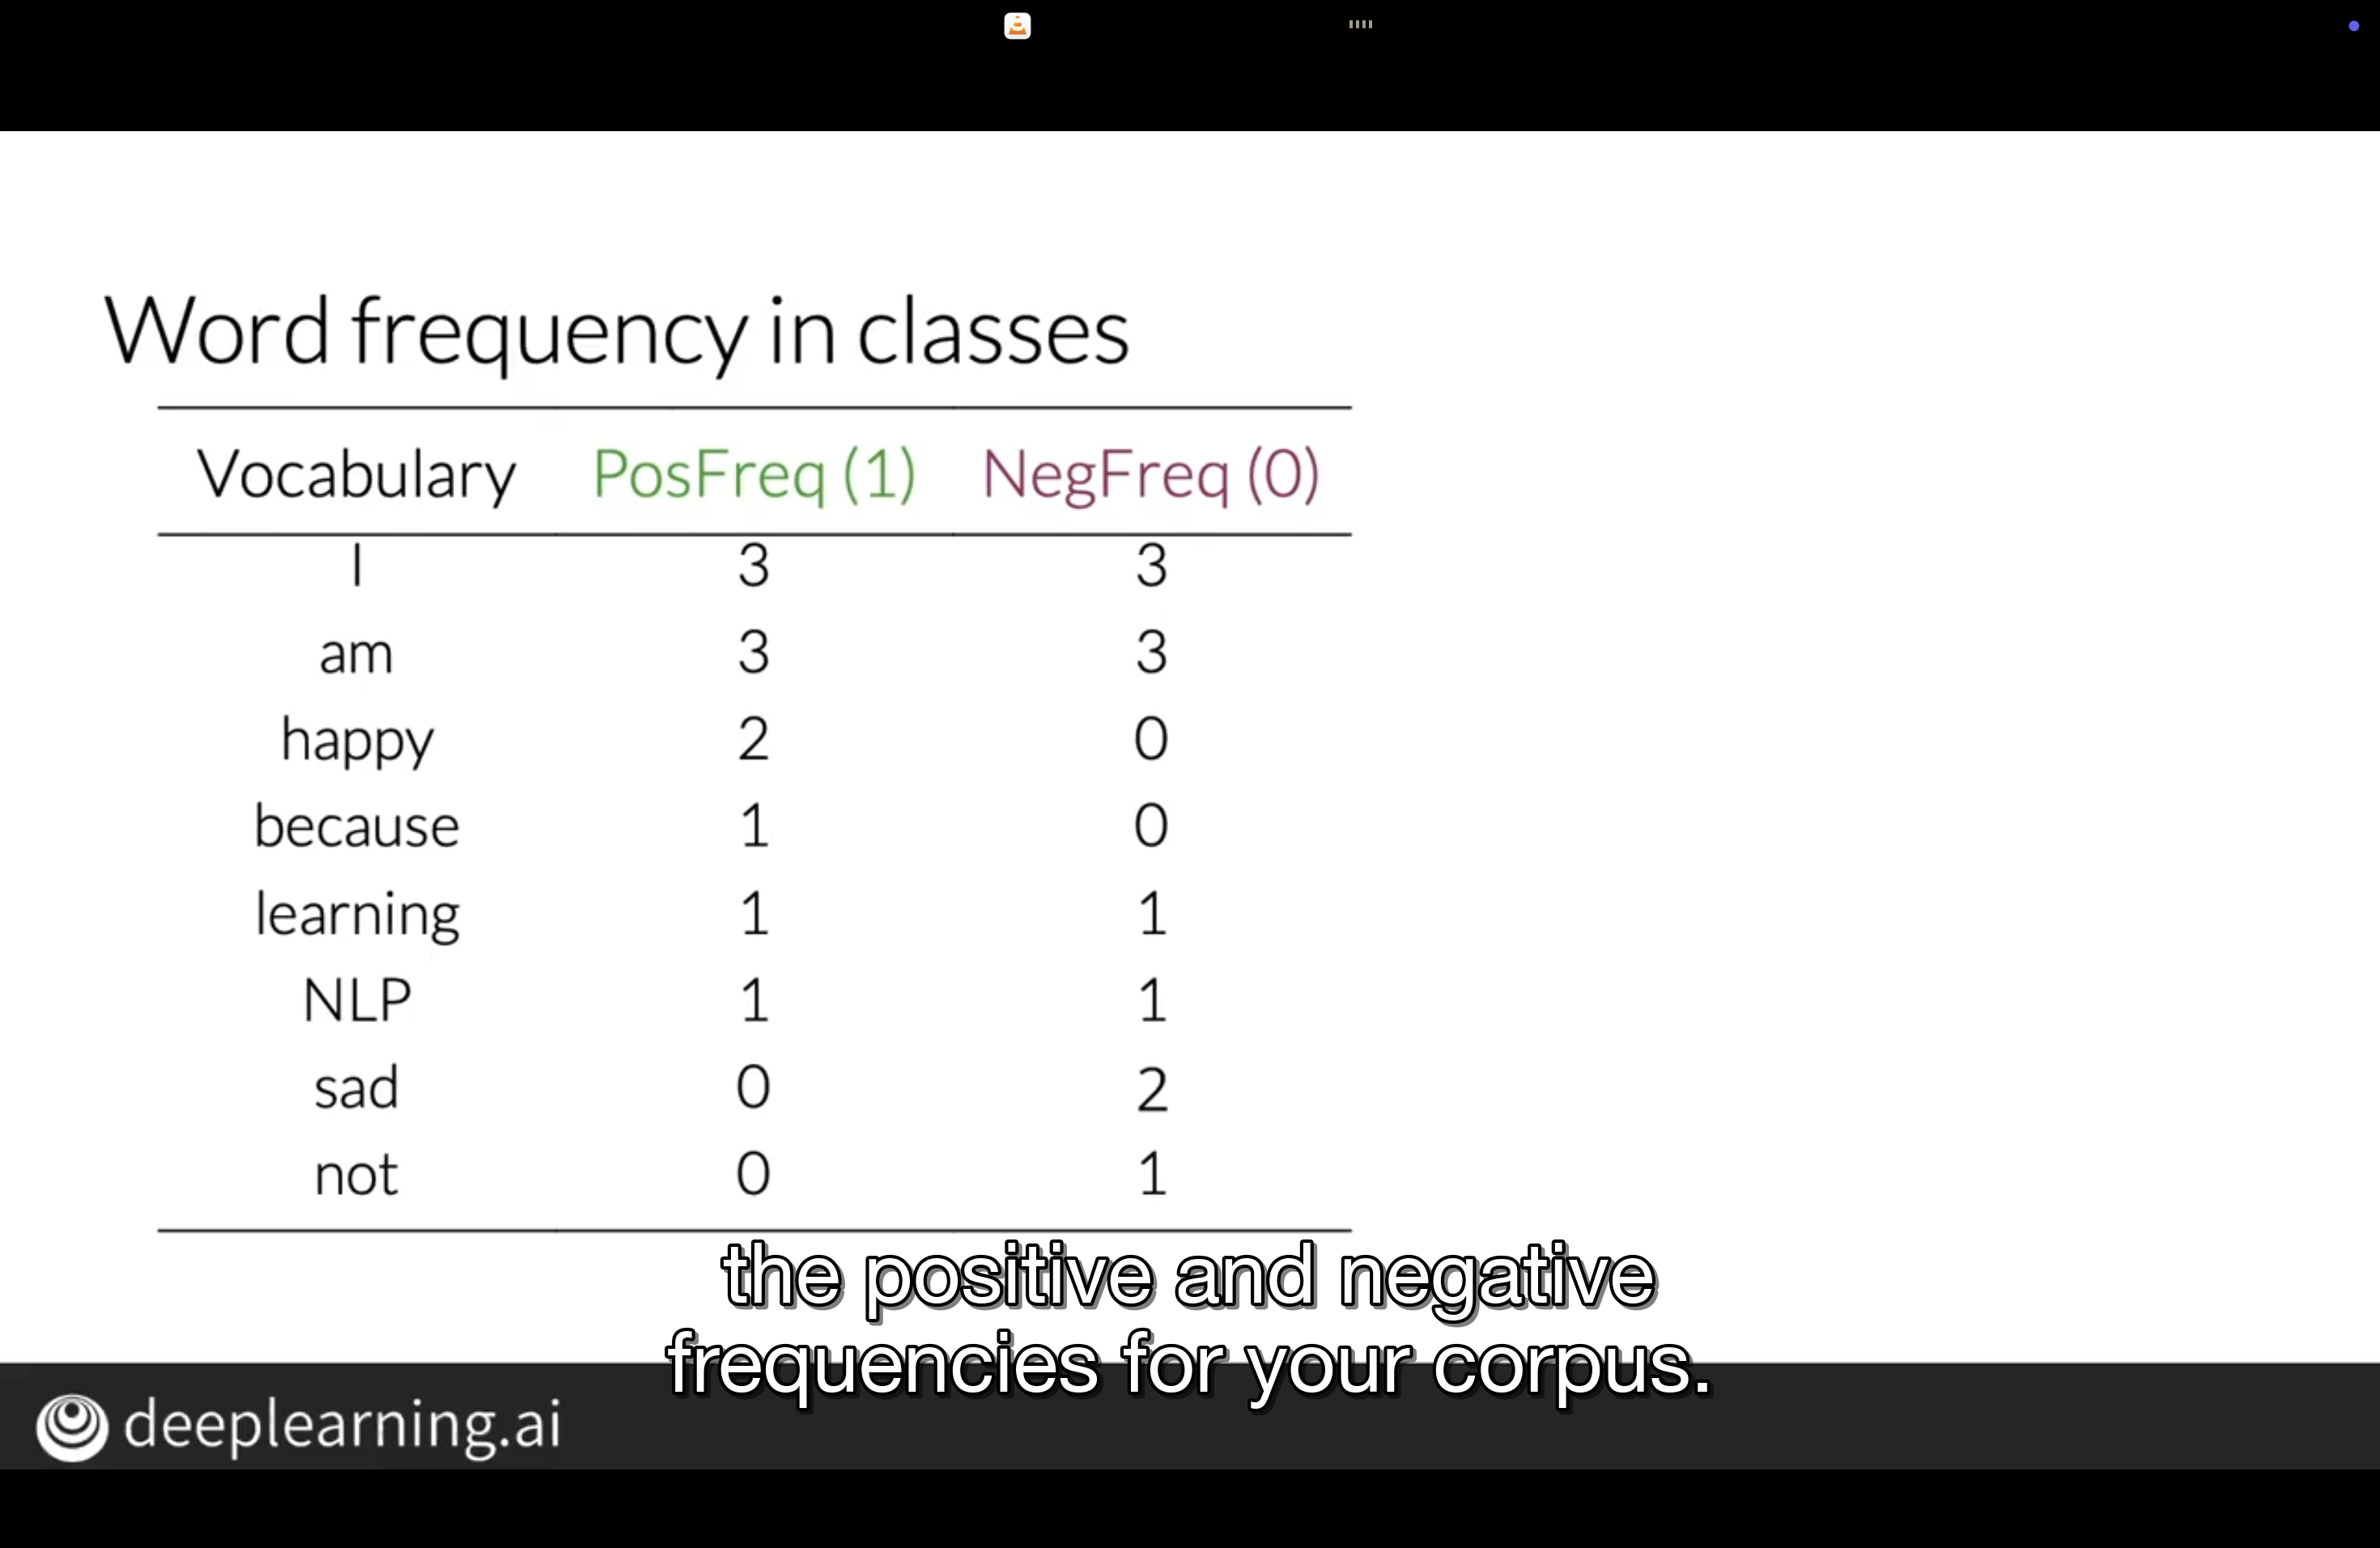 Word frequency in classes
Vocabulary PosFreq (1) NegFreq (0)
I 3 3
am 3 3
happy 2 0
because 1 0
learning 1 1
NLP 1 1
sad 0 2
not 0 1
the positive and negative
frequencies for your corpus.
deeplearning.ai